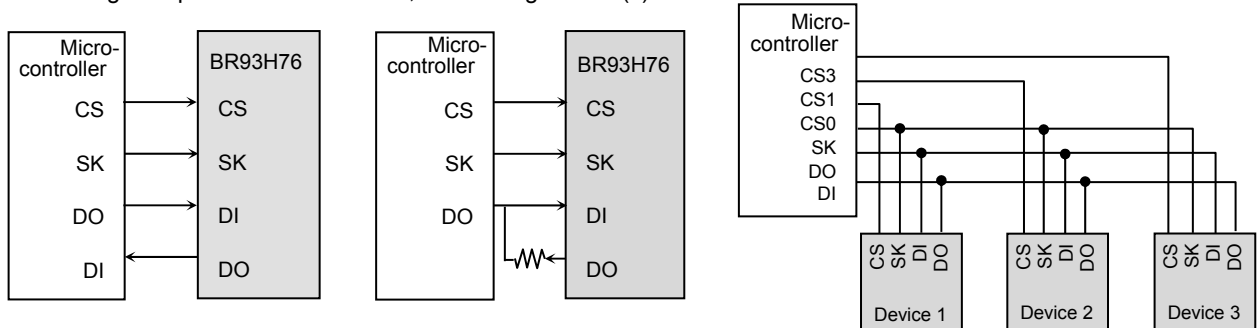 Micro-
controller
CS
SK
DO
DI
BR93H76
CS
SK
DI
DO
Micro-
controller
CS
SK
DO
BR93H76
CS
SK
DI
DO
Micro-
controller
CS3
CS1
CS0
SK
DO
DI
CS
SK
DI
DO
Device 1
CS
SK
DI
DO
Device 2
CS
SK
DI
DO
Device 3